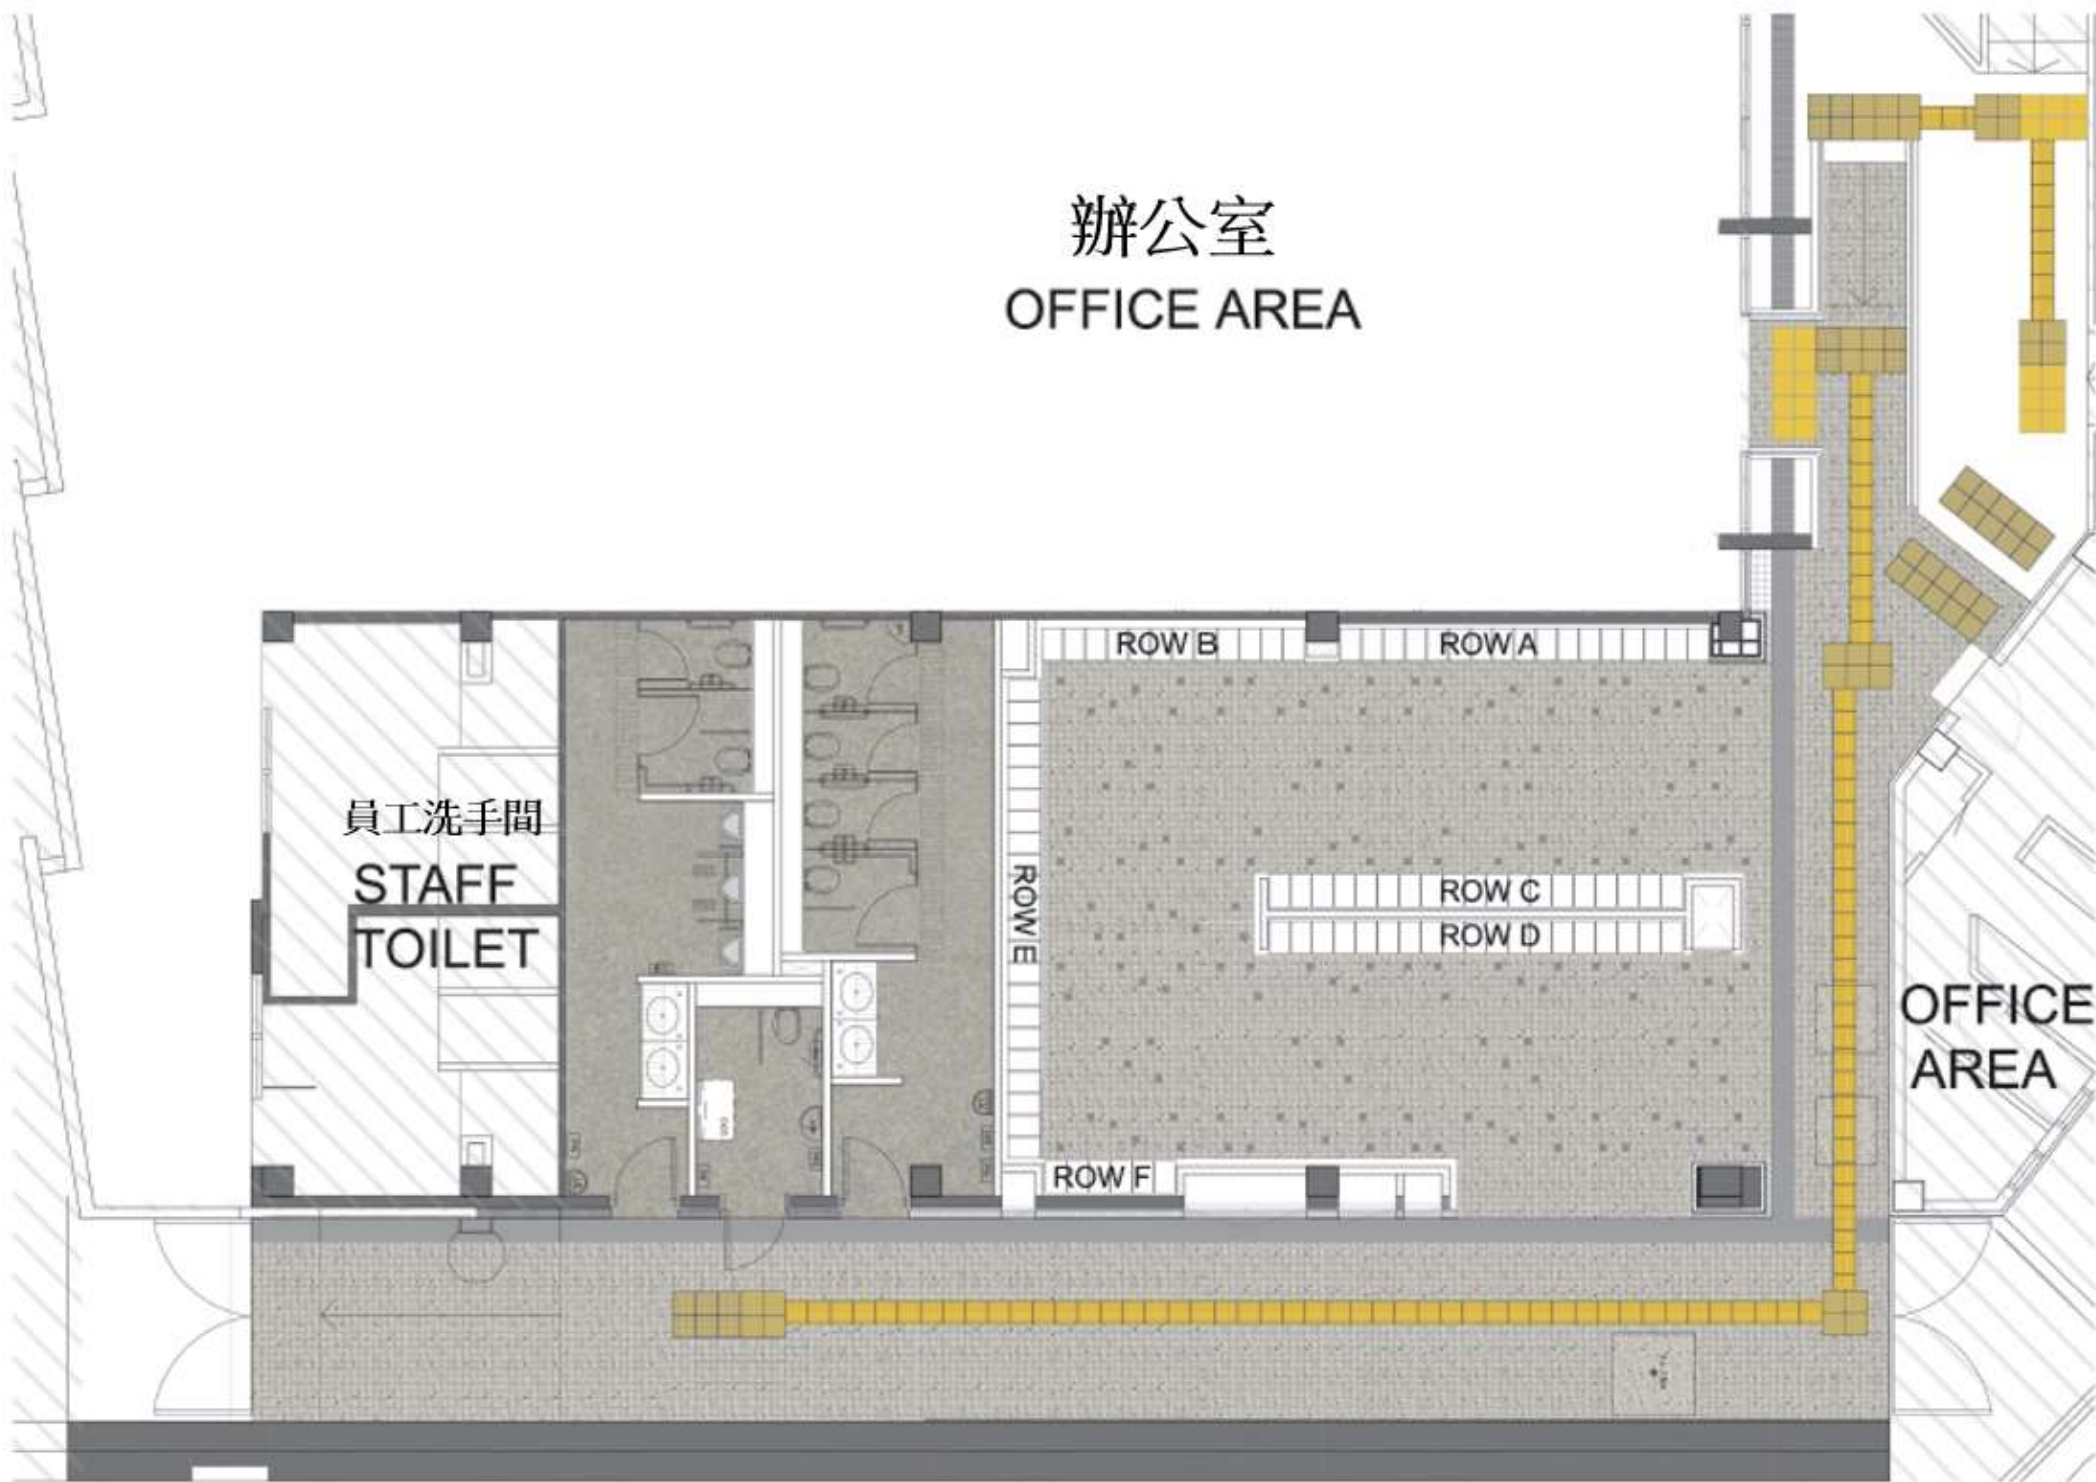 辦公室
OFFICE AREA
ROW B
ROW A
員工洗手間
STAFF
TOILET
ROW E
ROW C
ROW D
OFFICE
AREA
ROW F